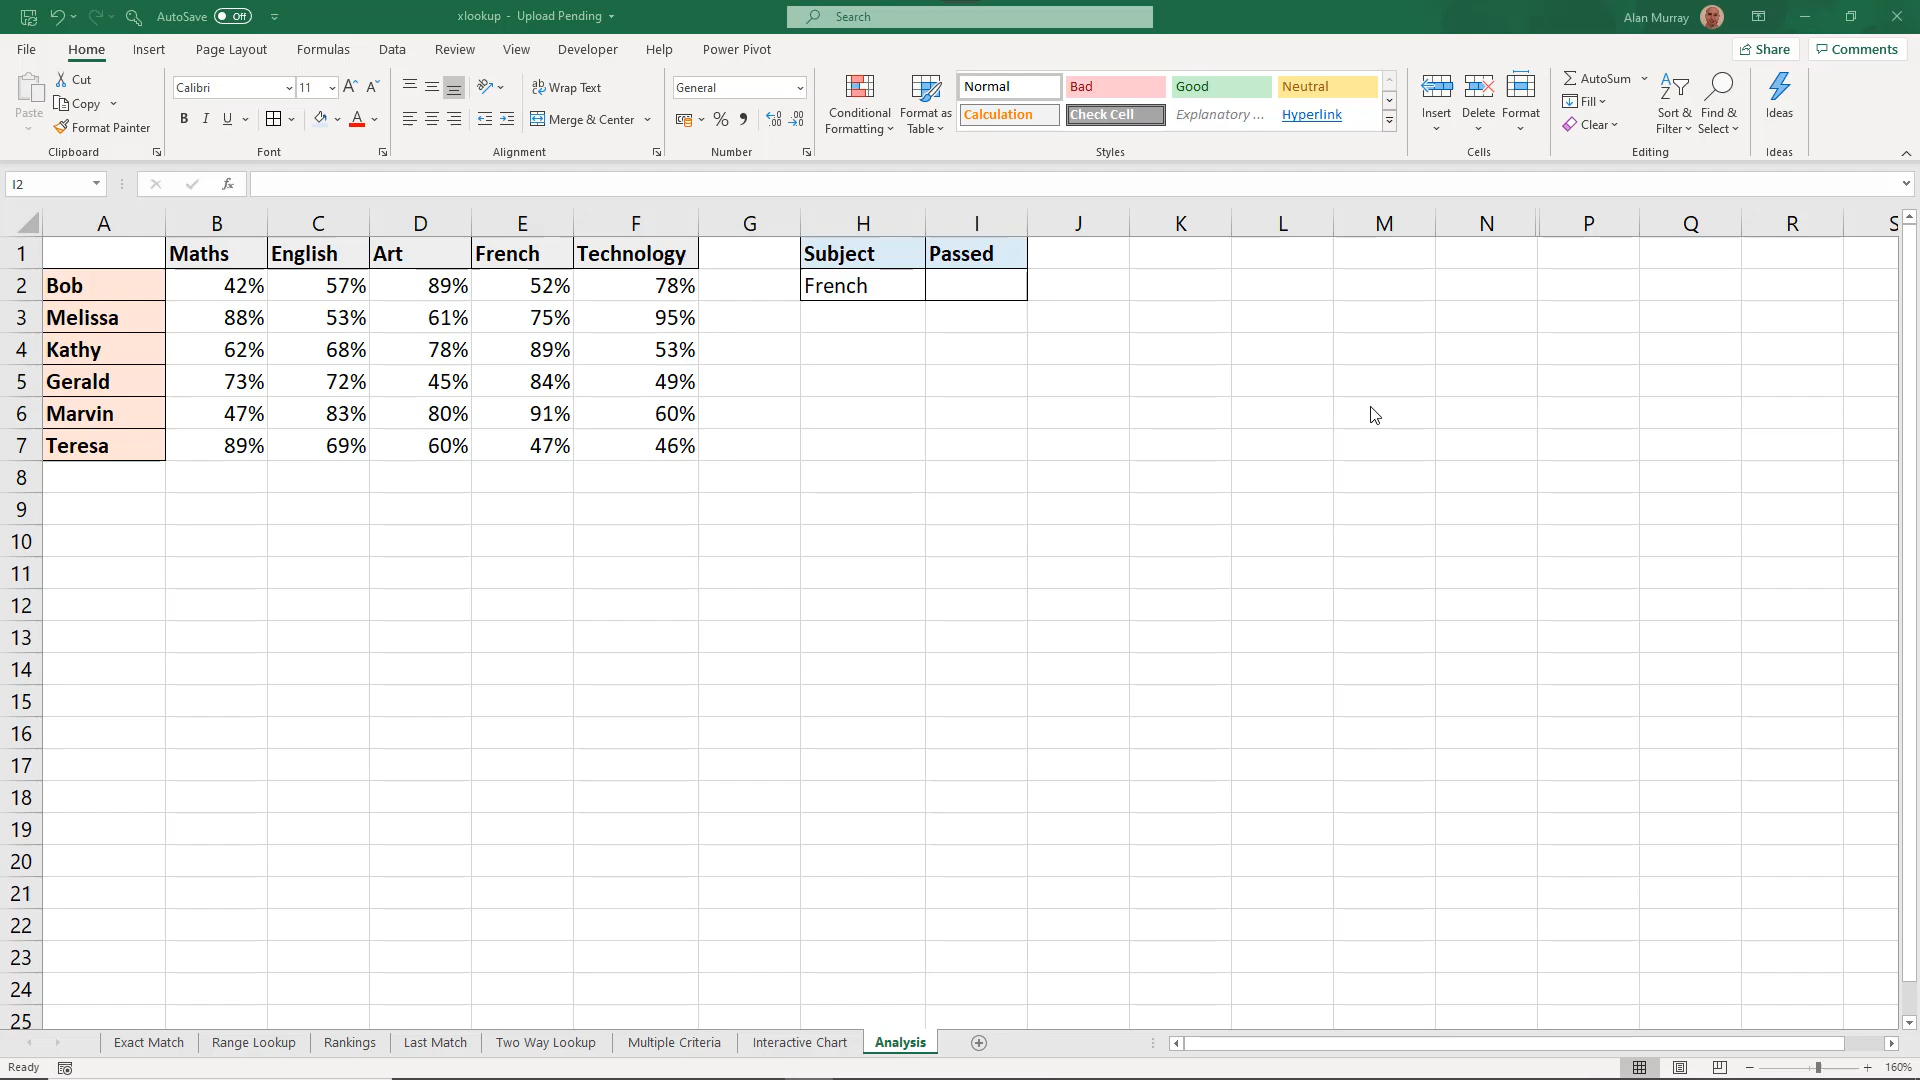 AutoSave Off xlookup - Upload Pending Search Alan Murray
File Home Insert Page Layout Formulas Data Review View Developer Help Power Pivot Share Comments
Paste Cut Copy Format Painter Clipboard
Calibri 11 A A B I U A Font
Wrap Text Merge & Center Alignment
General % Number
Conditional Formatting Format as Table
Normal Bad Good Neutral
Calculation Check Cell Explanatory ... Hyperlink
Styles
Insert Delete Format Cells
AutoSum Fill Clear Sort & Filter Find & Select Editing
Ideas Ideas
I2 fx
A B C D E F G H I J K L M N P Q R S
1 Maths English Art French Technology Subject Passed
2 Bob 42% 57% 89% 52% 78% French
3 Melissa 88% 53% 61% 75% 95%
4 Kathy 62% 68% 78% 89% 53%
5 Gerald 73% 72% 45% 84% 49%
6 Marvin 47% 83% 80% 91% 60%
7 Teresa 89% 69% 60% 47% 46%
8
9
10
11
12
13
14
15
16
17
18
19
20
21
22
23
24
25
Exact Match Range Lookup Rankings Last Match Two Way Lookup Multiple Criteria Interactive Chart Analysis
Ready 160%